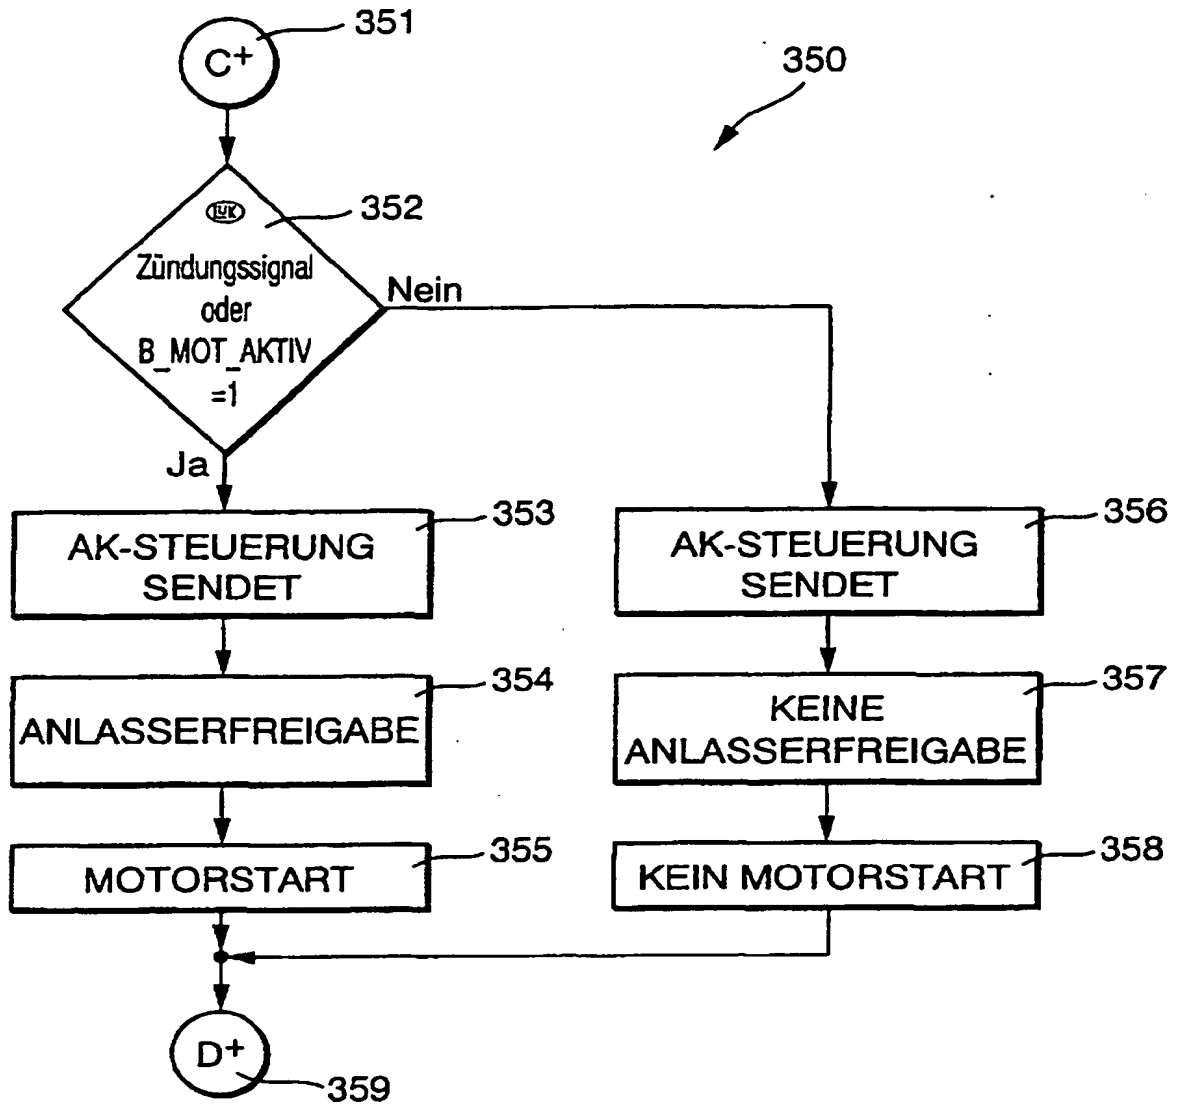 351
C+
350
LuK
352
Zündungssignal
oder
B_MOT_AKTIV
=1
Nein
Ja
353
AK-STEUERUNG
SENDET
356
AK-STEUERUNG
SENDET
354
ANLASSERFREIGABE
357
KEINE
ANLASSERFREIGABE
355
MOTORSTART
358
KEIN MOTORSTART
D+
359